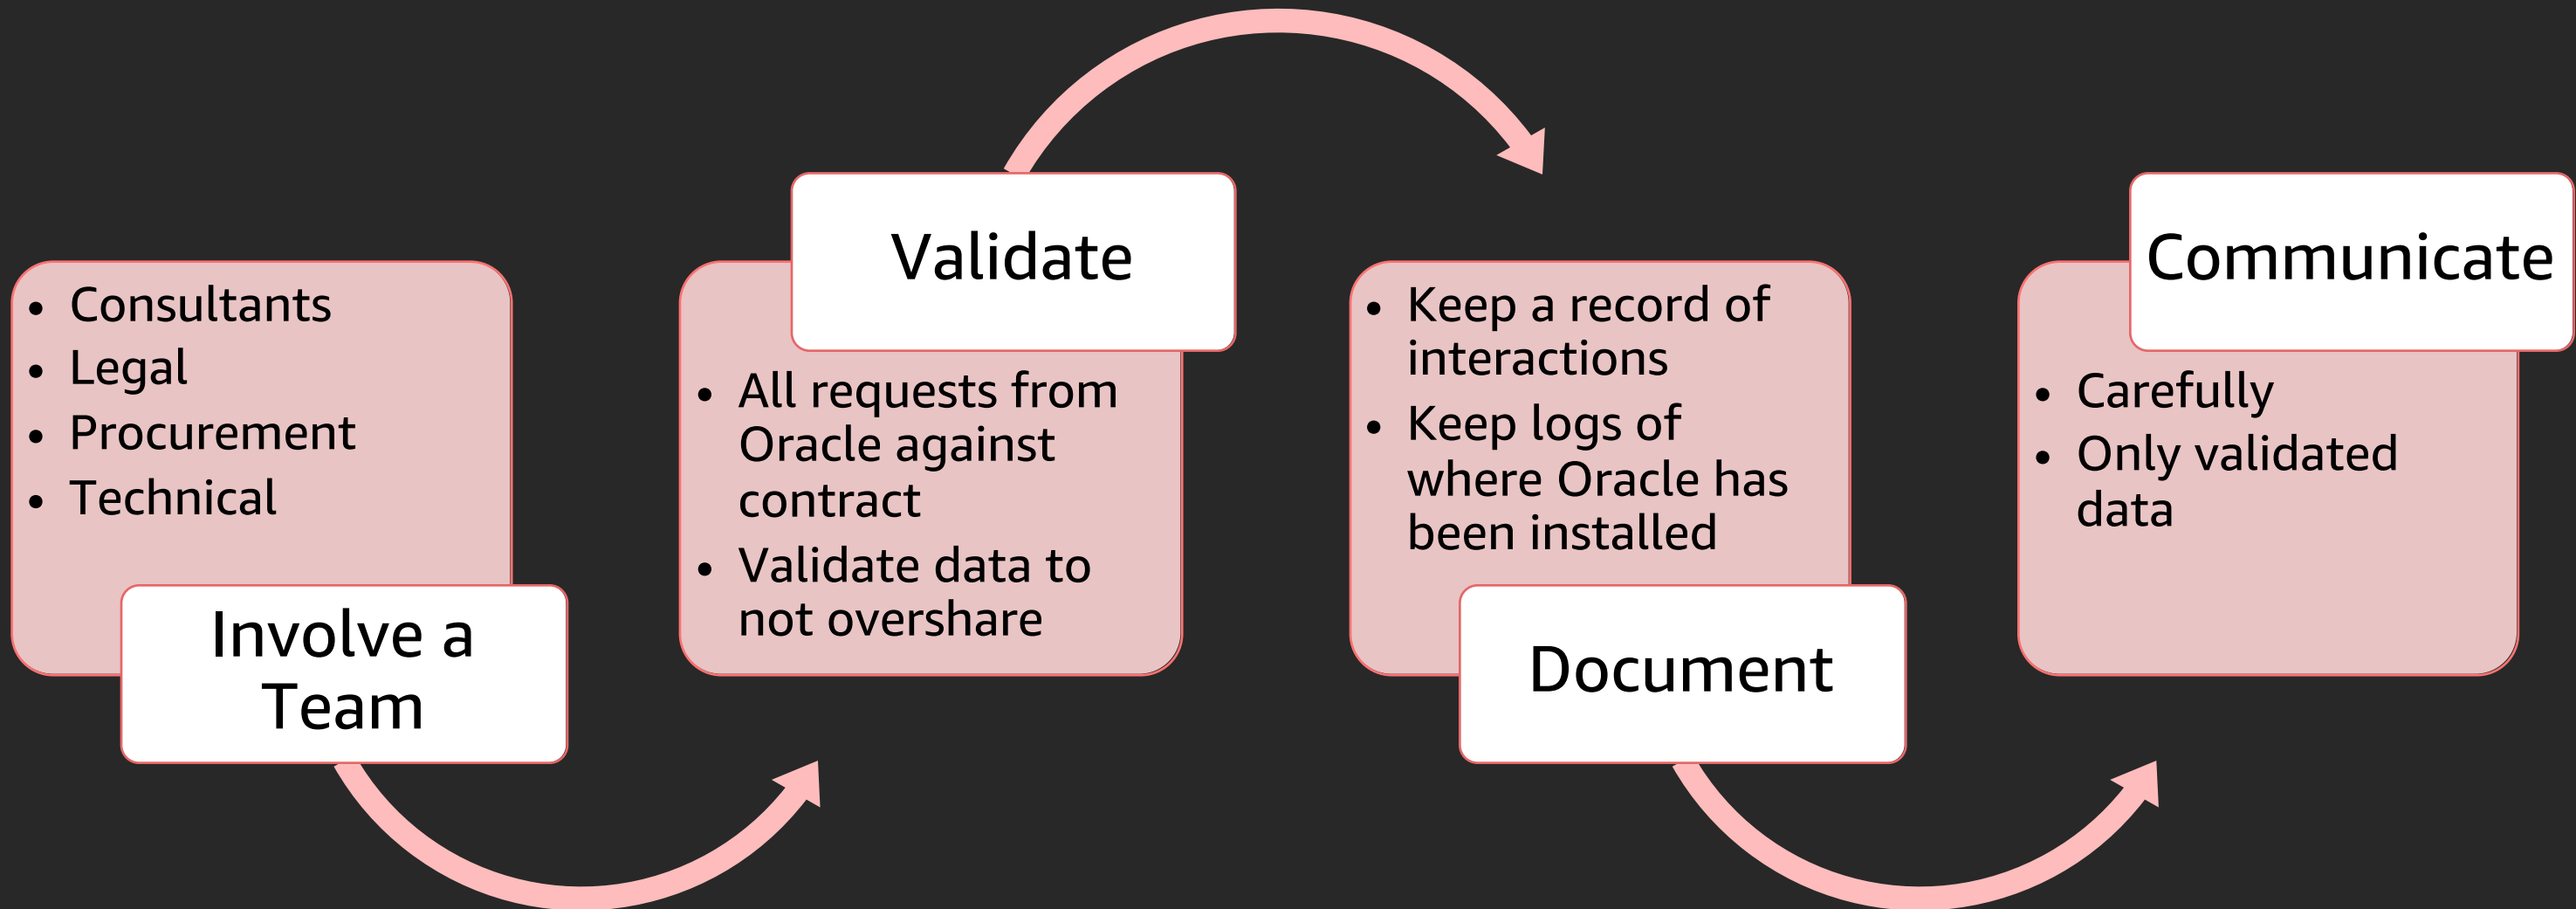 • Consultants
• Legal
• Procurement
• Technical
Involve a
Team
Validate
• All requests from
Oracle against
contract
• Validate data to
not overshare
• Keep a record of
interactions
• Keep logs of
where Oracle has
been installed
Document
Communicate
• Carefully
• Only validated
data